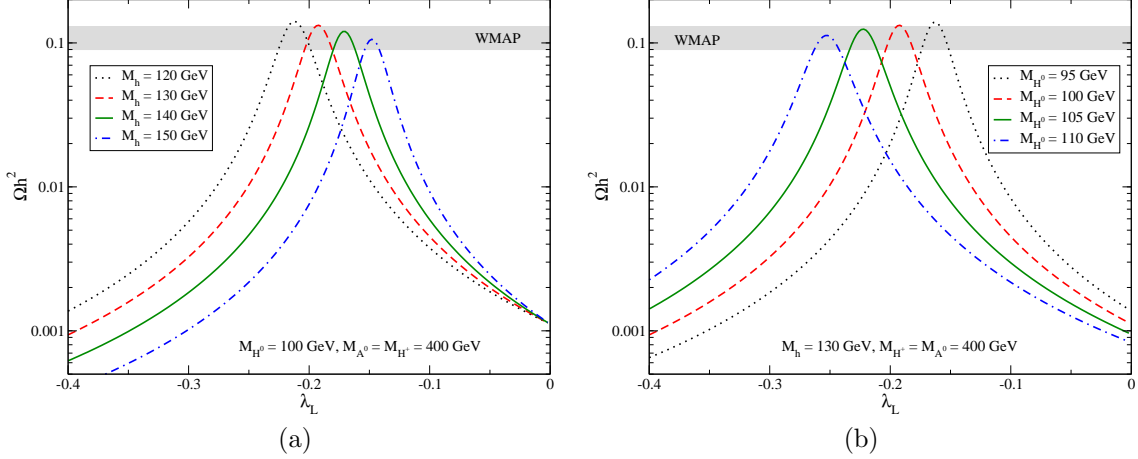 WMAP
M_h = 120 GeV
M_h = 130 GeV
M_h = 140 GeV
M_h = 150 GeV
0.1
0.01
0.001
Ωh²
M_H⁰ = 100 GeV, M_A⁰ = M_H⁺ = 400 GeV
-0.4 -0.3 -0.2 -0.1 0
λ_L
(a)
WMAP
M_H⁰ = 95 GeV
M_H⁰ = 100 GeV
M_H⁰ = 105 GeV
M_H⁰ = 110 GeV
0.1
0.01
0.001
Ωh²
M_h = 130 GeV, M_H⁺ = M_A⁰ = 400 GeV
-0.4 -0.3 -0.2 -0.1 0
λ_L
(b)